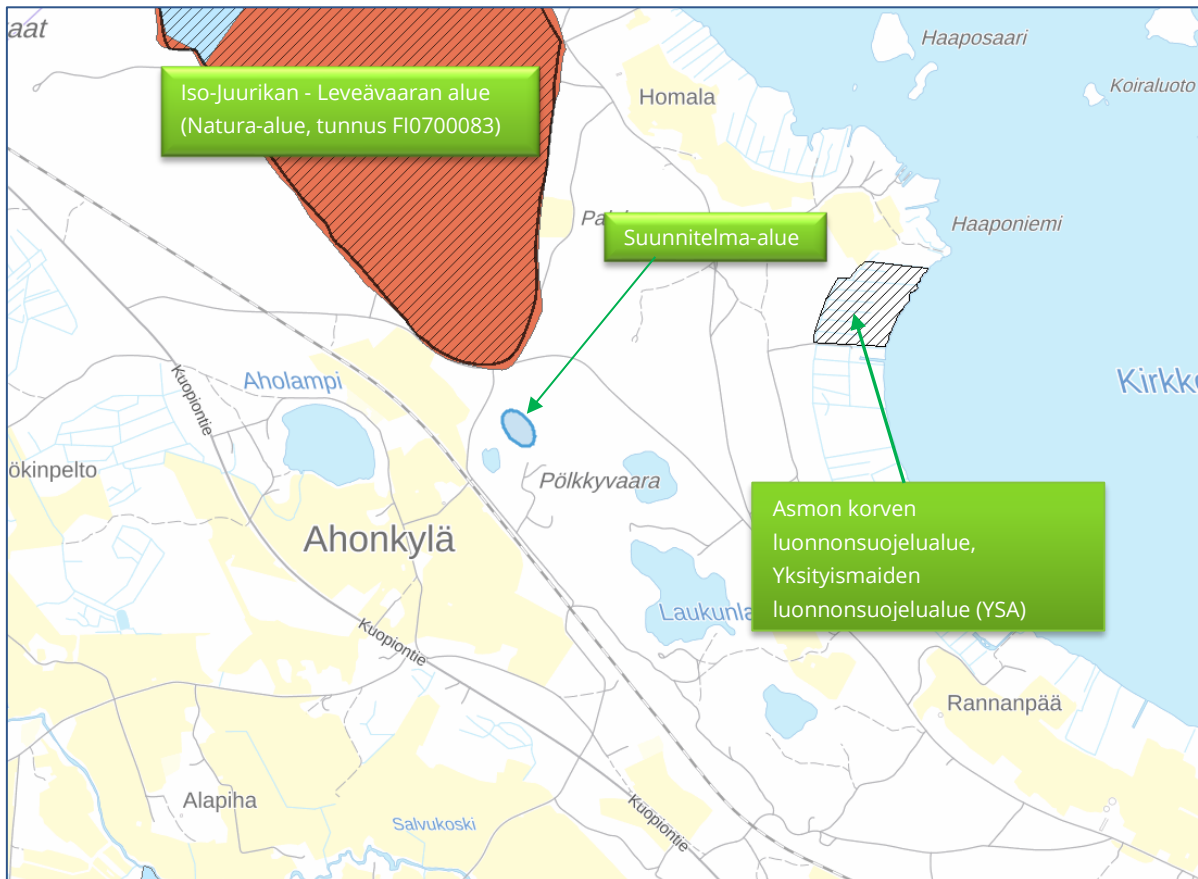 aat
Haaposaari
Koiraluoto
Iso-Juurikan - Leveävaaran alue
(Natura-alue, tunnus FI0700083)
Homala
Suunnitelma-alue
Haaponiemi
Kuopiontie
Aholampi
Kirkk
ökinpelto
Pölkkyvaara
Ahonkylä
Asmon korven
luonnonsuojelualue,
Yksityismaiden
luonnonsuojelualue (YSA)
Laukunla
Kuopiontie
Rannanpää
Alapiha
Kuopiontie
Salvukoski